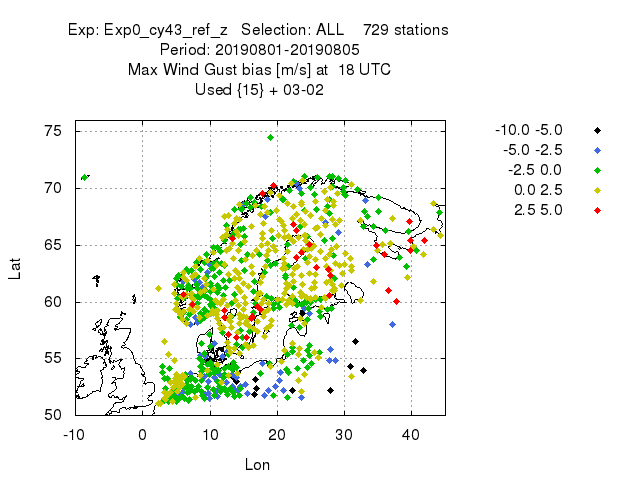 Exp: Exp0_cy43_ref_z   Selection: ALL    729 stations
Period: 20190801-20190805
Max Wind Gust bias [m/s] at  18 UTC
Used {15} + 03-02
-10.0 -5.0
-5.0 -2.5
-2.5 0.0
0.0 2.5
2.5 5.0
75
70
65
60
55
50
Lat
-10 0 10 20 30 40
Lon